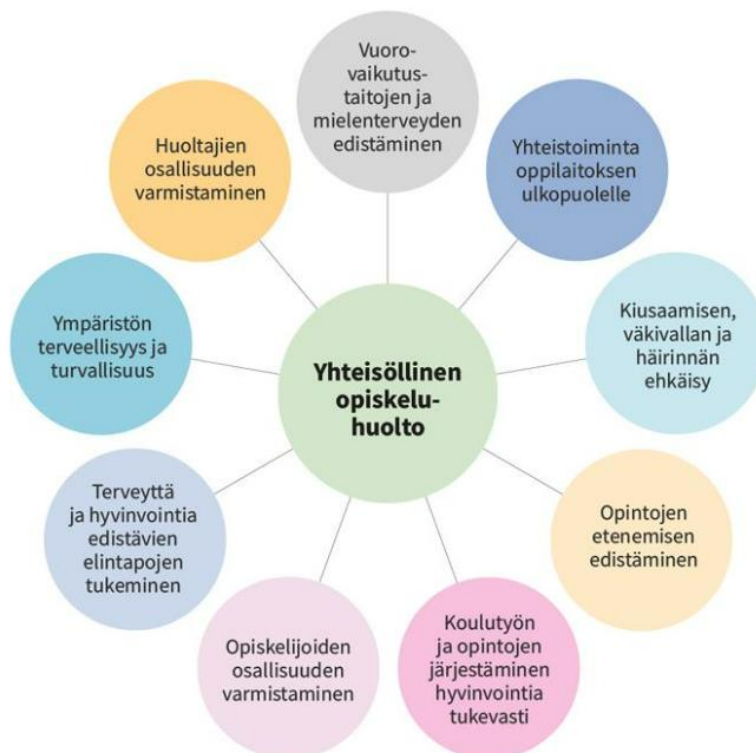 Vuoro-
vaikutus-
taitojen ja
mielenterveyden
edistäminen
Yhteistoiminta
oppilaitoksen
ulkopuolelle
Kiusaamisen,
väkivallan ja
häirinnän
ehkäisy
Opintojen
etenemisen
edistäminen
Koulutyön
ja opintojen
järjestäminen
hyvinvointia
tukevasti
Opiskelijoiden
osallisuuden
varmistaminen
Terveyttä
ja hyvinvointia
edistävien
elintapojen
tukeminen
Ympäristön
terveellisyys ja
turvallisuus
Huoltajien
osallisuuden
varmistaminen
Yhteisöllinen
opiskelu-
huolto